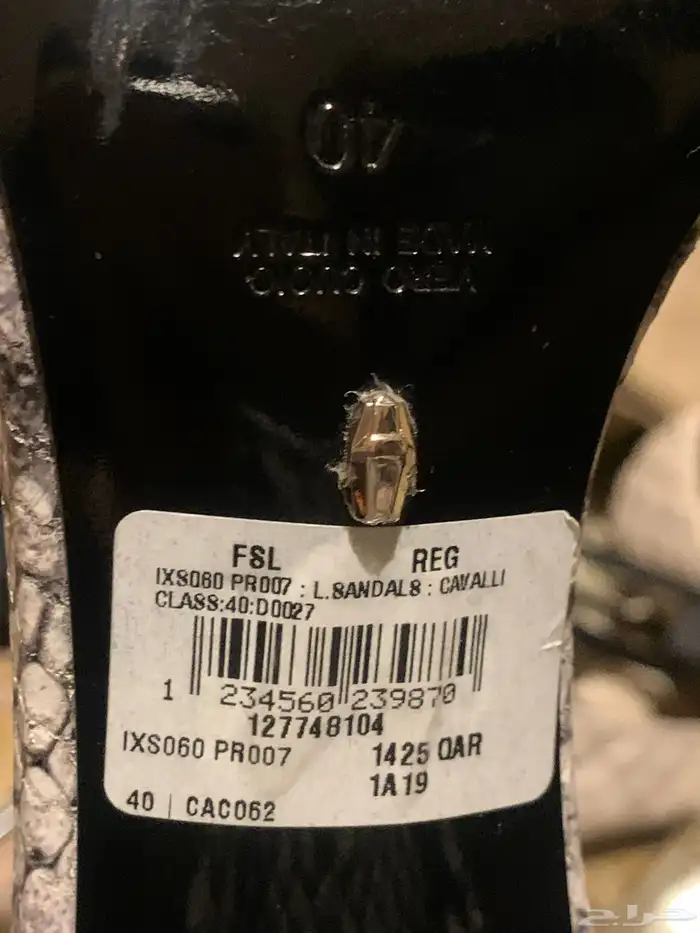 40
MADE IN ITALY
VERO CUOIO
FSL REG
IXS060 PR007 : L.SANDALS : CAVALLI
CLASS:40:D0027
1 234560 239870
127748104
IXS060 PR007 1425 QAR
1A19
40 | CAC062
حراج